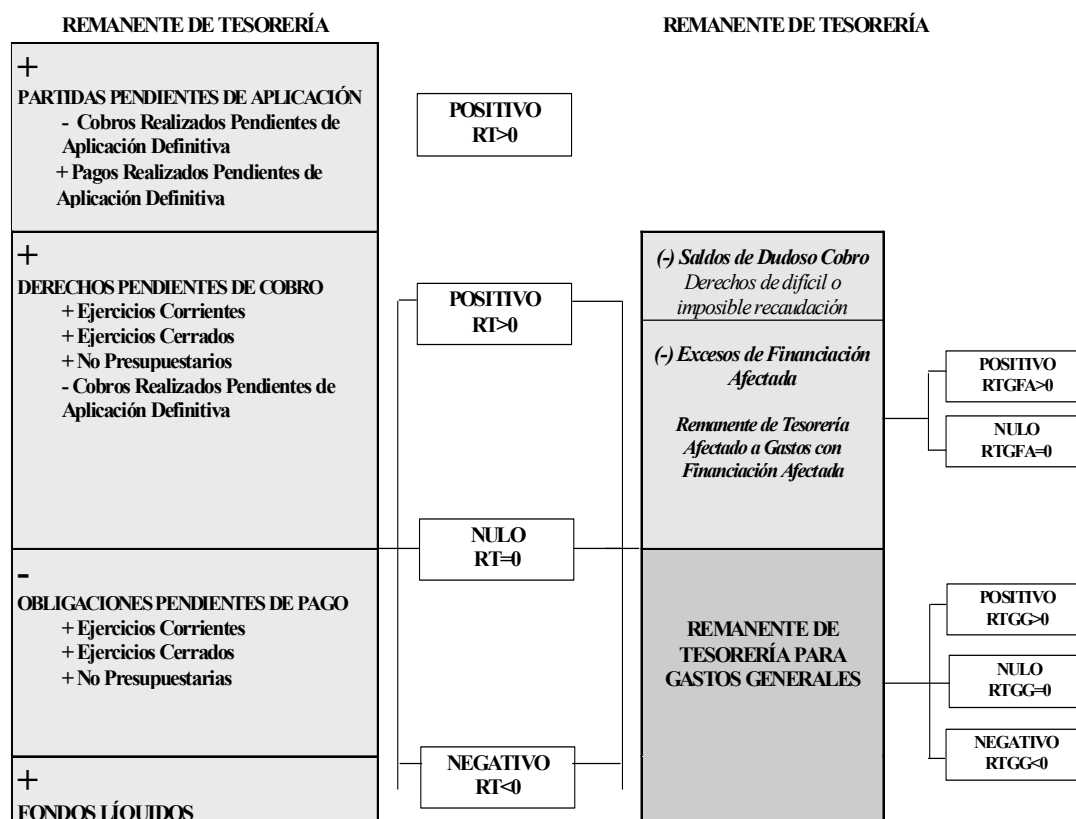 REMANENTE DE TESORERÍA
+
PARTIDAS PENDIENTES DE APLICACIÓN
- Cobros Realizados Pendientes de
Aplicación Definitiva
+ Pagos Realizados Pendientes de
Aplicación Definitiva
+
DERECHOS PENDIENTES DE COBRO
+ Ejercicios Corrientes
+ Ejercicios Cerrados
+ No Presupuestarios
- Cobros Realizados Pendientes de
Aplicación Definitiva
-
OBLIGACIONES PENDIENTES DE PAGO
+ Ejercicios Corrientes
+ Ejercicios Cerrados
+ No Presupuestarias
+
FONDOS LÍQUIDOS
POSITIVO
RT>0
POSITIVO
RT>0
NULO
RT=0
NEGATIVO
RT<0
REMANENTE DE TESORERÍA
(-) Saldos de Dudoso Cobro
Derechos de difícil o
imposible recaudación
(-) Excesos de Financiación
Afectada
Remanente de Tesorería
Afectado a Gastos con
Financiación Afectada
REMANENTE DE
TESORERÍA PARA
GASTOS GENERALES
POSITIVO
RTGFA>0
NULO
RTGFA=0
POSITIVO
RTGG>0
NULO
RTGG=0
NEGATIVO
RTGG<0